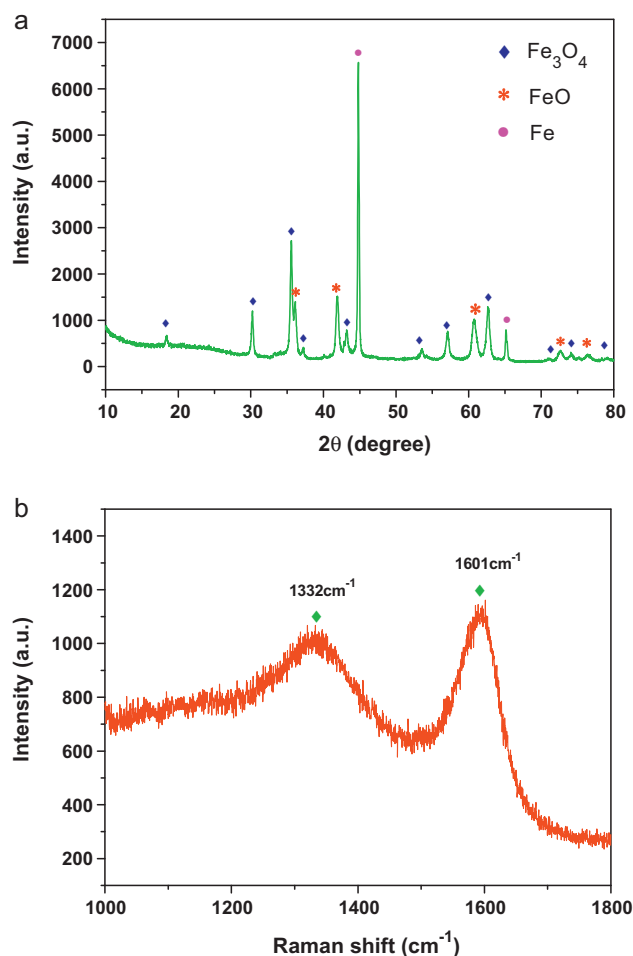 a
7000
6000
5000
4000
3000
2000
1000
0
Intensity (a.u.)
Fe₃O₄
FeO
Fe
10 20 30 40 50 60 70 80
2θ (degree)
b
1400
1200
1000
800
600
400
200
Intensity (a.u.)
1332cm⁻¹
1601cm⁻¹
1000 1200 1400 1600 1800
Raman shift (cm⁻¹)